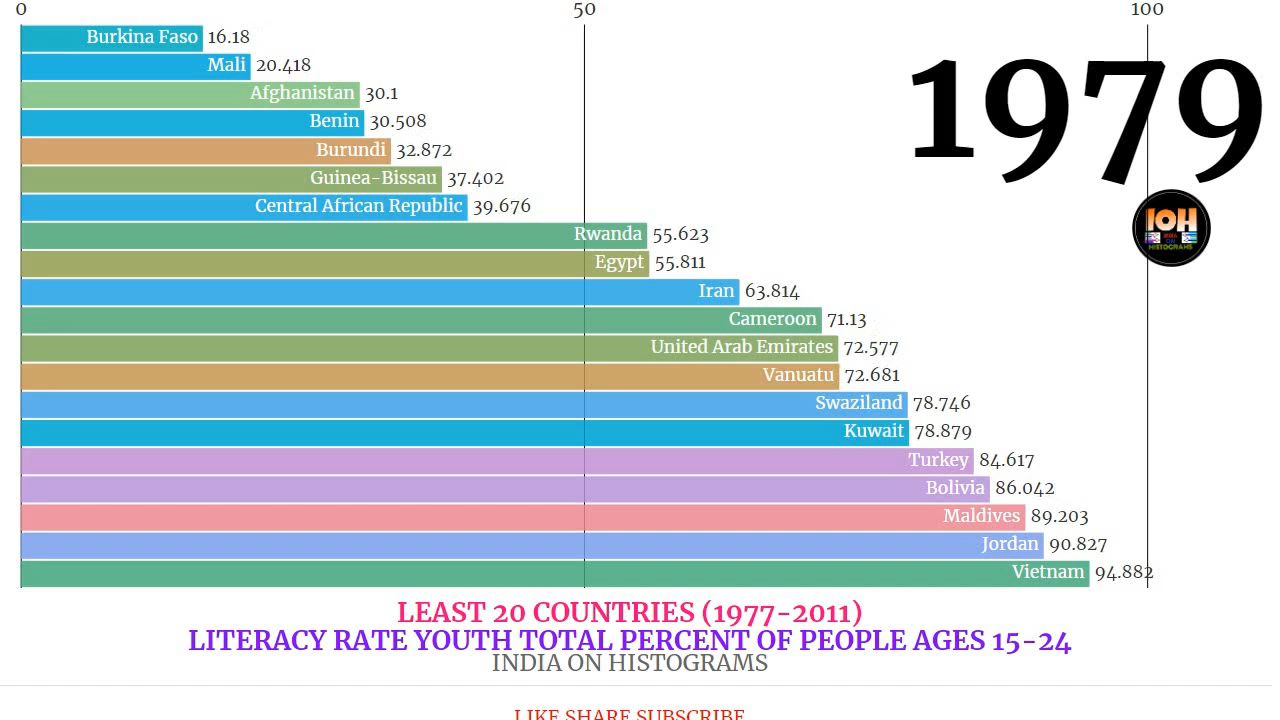 0 50 100
Burkina Faso 16.18
Mali 20.418
1979
Afghanistan 30.1
Benin 30.508
Burundi 32.872
Guinea-Bissau 37.402
Central African Republic 39.676
IOH
Rwanda 55.623
HISTOGRAMS
Egypt 55.811
Iran 63.814
Cameroon 71.13
United Arab Emirates 72.577
Vanuatu 72.681
Swaziland 78.746
Kuwait 78.879
Turkey 84.617
Bolivia 86.042
Maldives 89.203
Jordan 90.827
Vietnam 94.882
LEAST 20 COUNTRIES (1977-2011)
LITERACY RATE YOUTH TOTAL PERCENT OF PEOPLE AGES 15-24
INDIA ON HISTOGRAMS
LIKE SHARE SUBSCRIBE